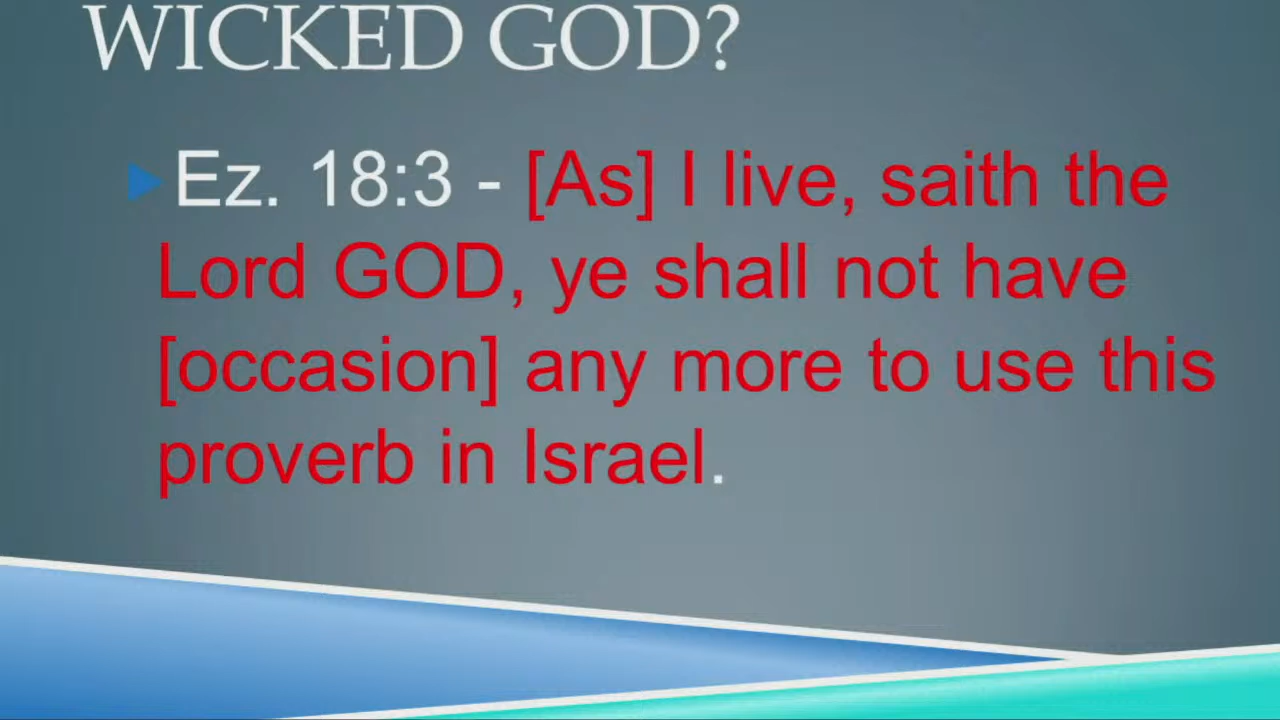 WICKED GOD?
Ez. 18:3 - [As] I live, saith the
Lord GOD, ye shall not have
[occasion] any more to use this
proverb in Israel.